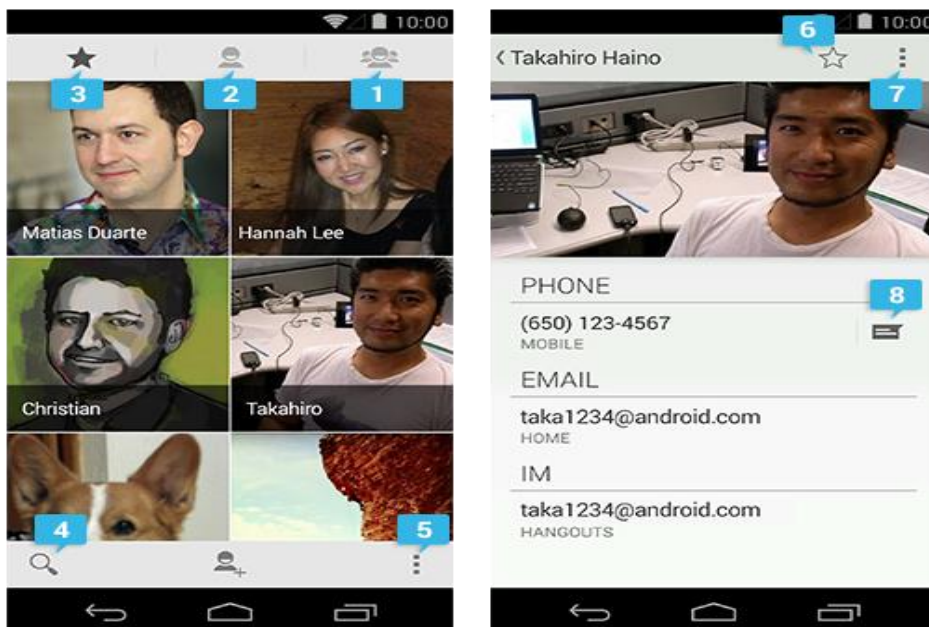 10:00
3
2
1
Matias Duarte
Hannah Lee
Christian
Takahiro
4
5
10:00
6
Takahiro Haino
7
PHONE
8
(650) 123-4567
MOBILE
EMAIL
taka1234@android.com
HOME
IM
taka1234@android.com
HANGOUTS